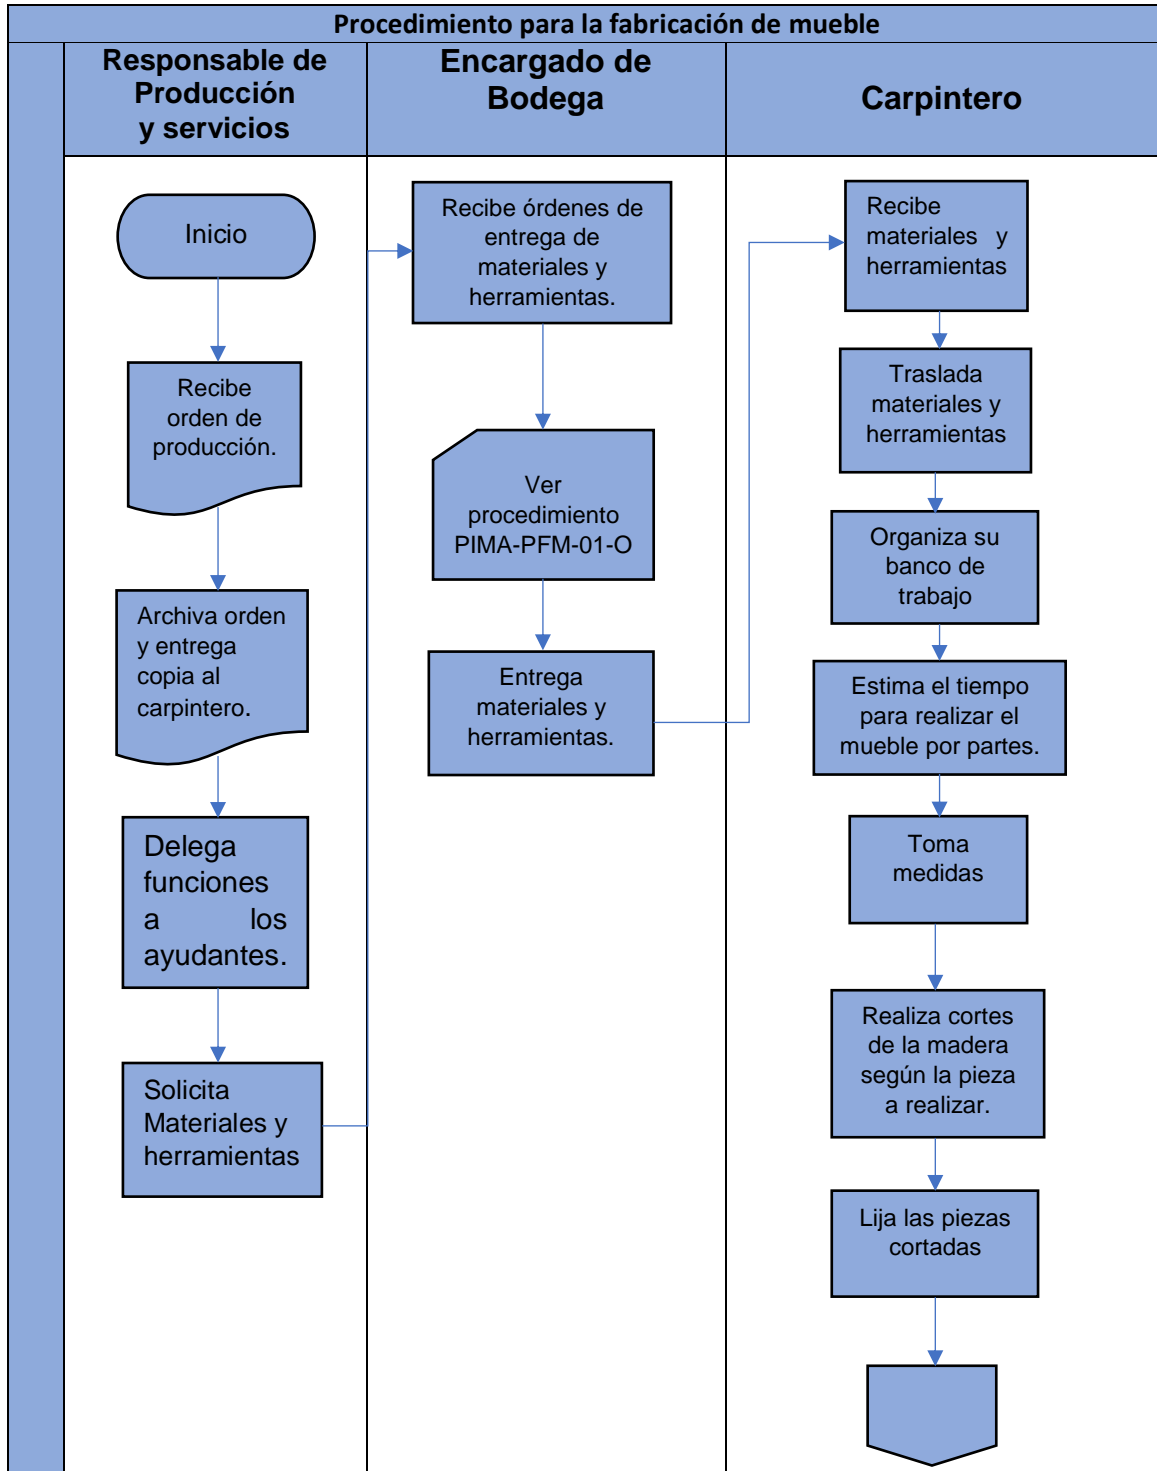 Procedimiento para la fabricación de mueble
Responsable de
Producción
y servicios
Encargado de
Bodega
Carpintero
Inicio
Recibe
orden de
producción.
Archiva orden
y entrega
copia al
carpintero.
Delega
funciones
a los
ayudantes.
Solicita
Materiales y
herramientas
Recibe órdenes de
entrega de
materiales y
herramientas.
Ver
procedimiento
PIMA-PFM-01-O
Entrega
materiales y
herramientas.
Recibe
materiales y
herramientas
Traslada
materiales y
herramientas
Organiza su
banco de
trabajo
Estima el tiempo
para realizar el
mueble por partes.
Toma
medidas
Realiza cortes
de la madera
según la pieza
a realizar.
Lija las piezas
cortadas